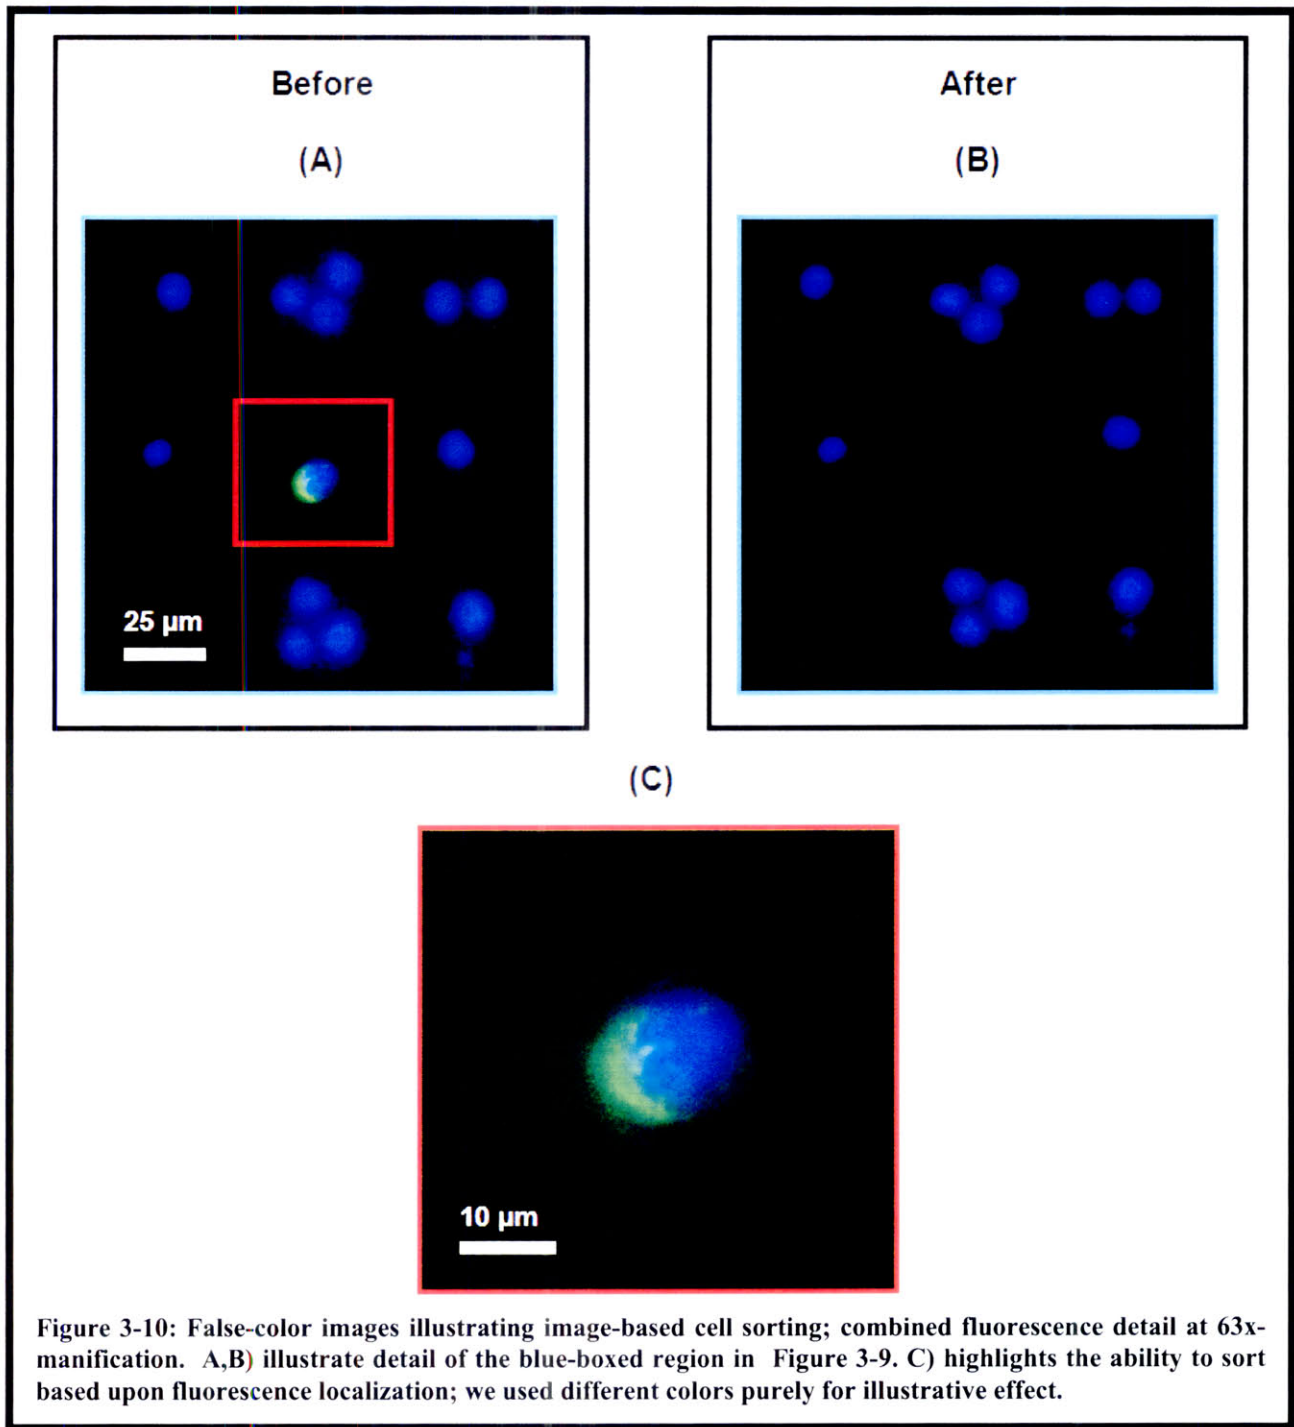 Before
(A)
After
(B)
25 µm
(C)
10 µm
Figure 3-10: False-color images illustrating image-based cell sorting; combined fluorescence detail at 63x-
manification. A,B) illustrate detail of the blue-boxed region in Figure 3-9. C) highlights the ability to sort
based upon fluorescence localization; we used different colors purely for illustrative effect.